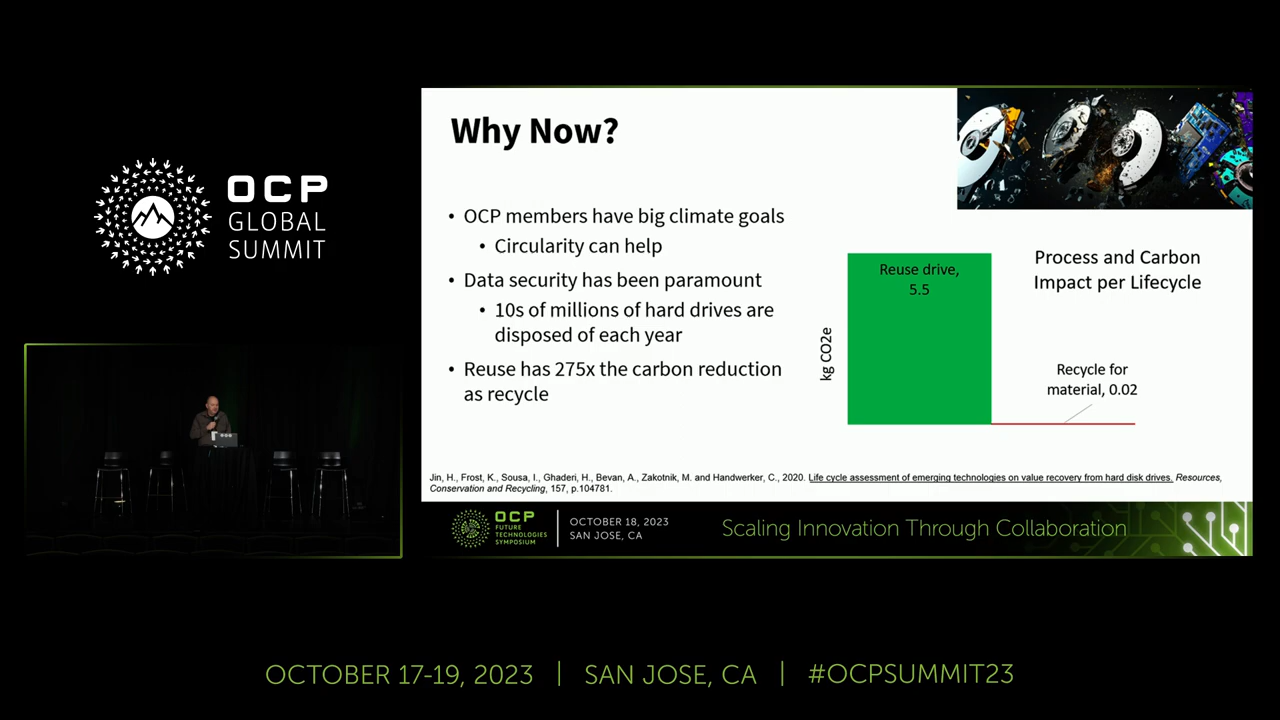 OCP
GLOBAL
SUMMIT
Why Now?
• OCP members have big climate goals
• Circularity can help
• Data security has been paramount
• 10s of millions of hard drives are
disposed of each year
• Reuse has 275x the carbon reduction
as recycle
Process and Carbon
Impact per Lifecycle
kg CO2e
Reuse drive,
5.5
Recycle for
material, 0.02
Jin, H., Frost, K., Sousa, I., Ghaderi, H., Bevan, A., Zakotnik, M. and Handwerker, C., 2020. Life cycle assessment of emerging technologies on value recovery from hard disk drives. Resources,
Conservation and Recycling, 157, p.104781.
OCP
FUTURE
TECHNOLOGIES
SYMPOSIUM
OCTOBER 18, 2023
SAN JOSE, CA
Scaling Innovation Through Collaboration
OCTOBER 17-19, 2023 | SAN JOSE, CA | #OCPSUMMIT23